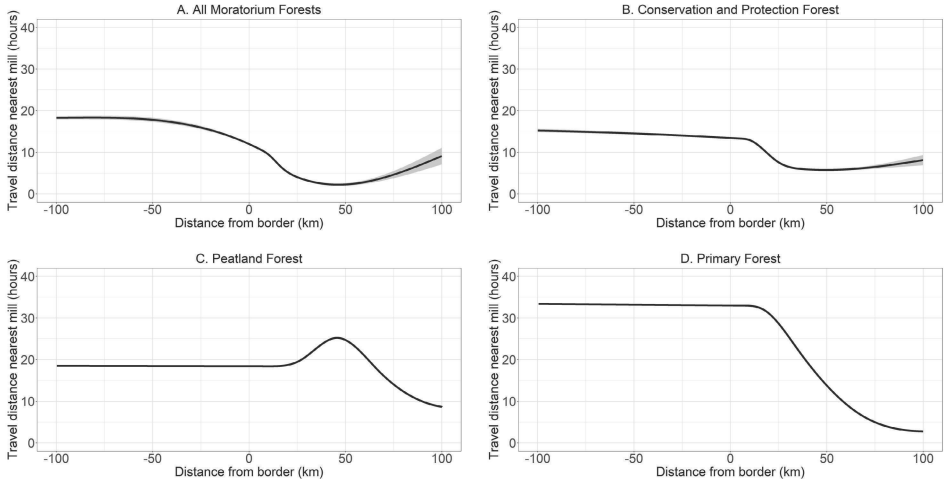 A. All Moratorium Forests
Travel distance nearest mill (hours)
40
30
20
10
0
-100 -50 0 50 100
Distance from border (km)
B. Conservation and Protection Forest
Travel distance nearest mill (hours)
40
30
20
10
0
-100 -50 0 50 100
Distance from border (km)
C. Peatland Forest
Travel distance nearest mill (hours)
40
30
20
10
0
-100 -50 0 50 100
Distance from border (km)
D. Primary Forest
Travel distance nearest mill (hours)
40
30
20
10
0
-100 -50 0 50 100
Distance from border (km)